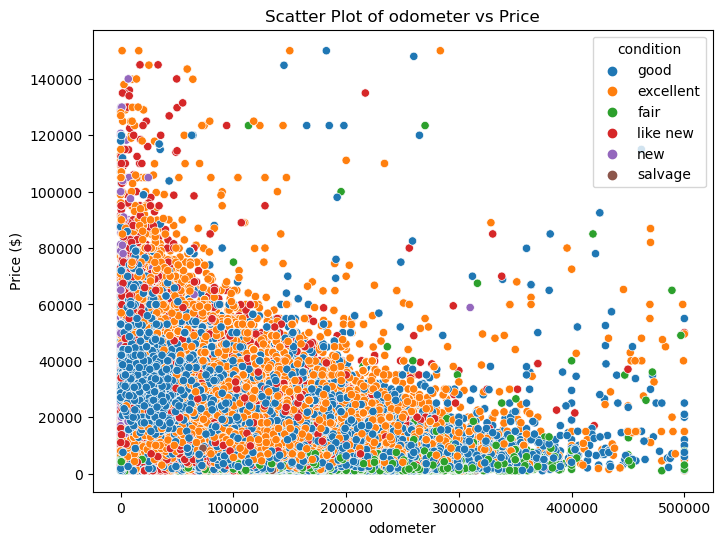 Scatter Plot of odometer vs Price
condition
good
excellent
fair
like new
new
salvage
Price ($)
140000
120000
100000
80000
60000
40000
20000
0
0 100000 200000 300000 400000 500000
odometer